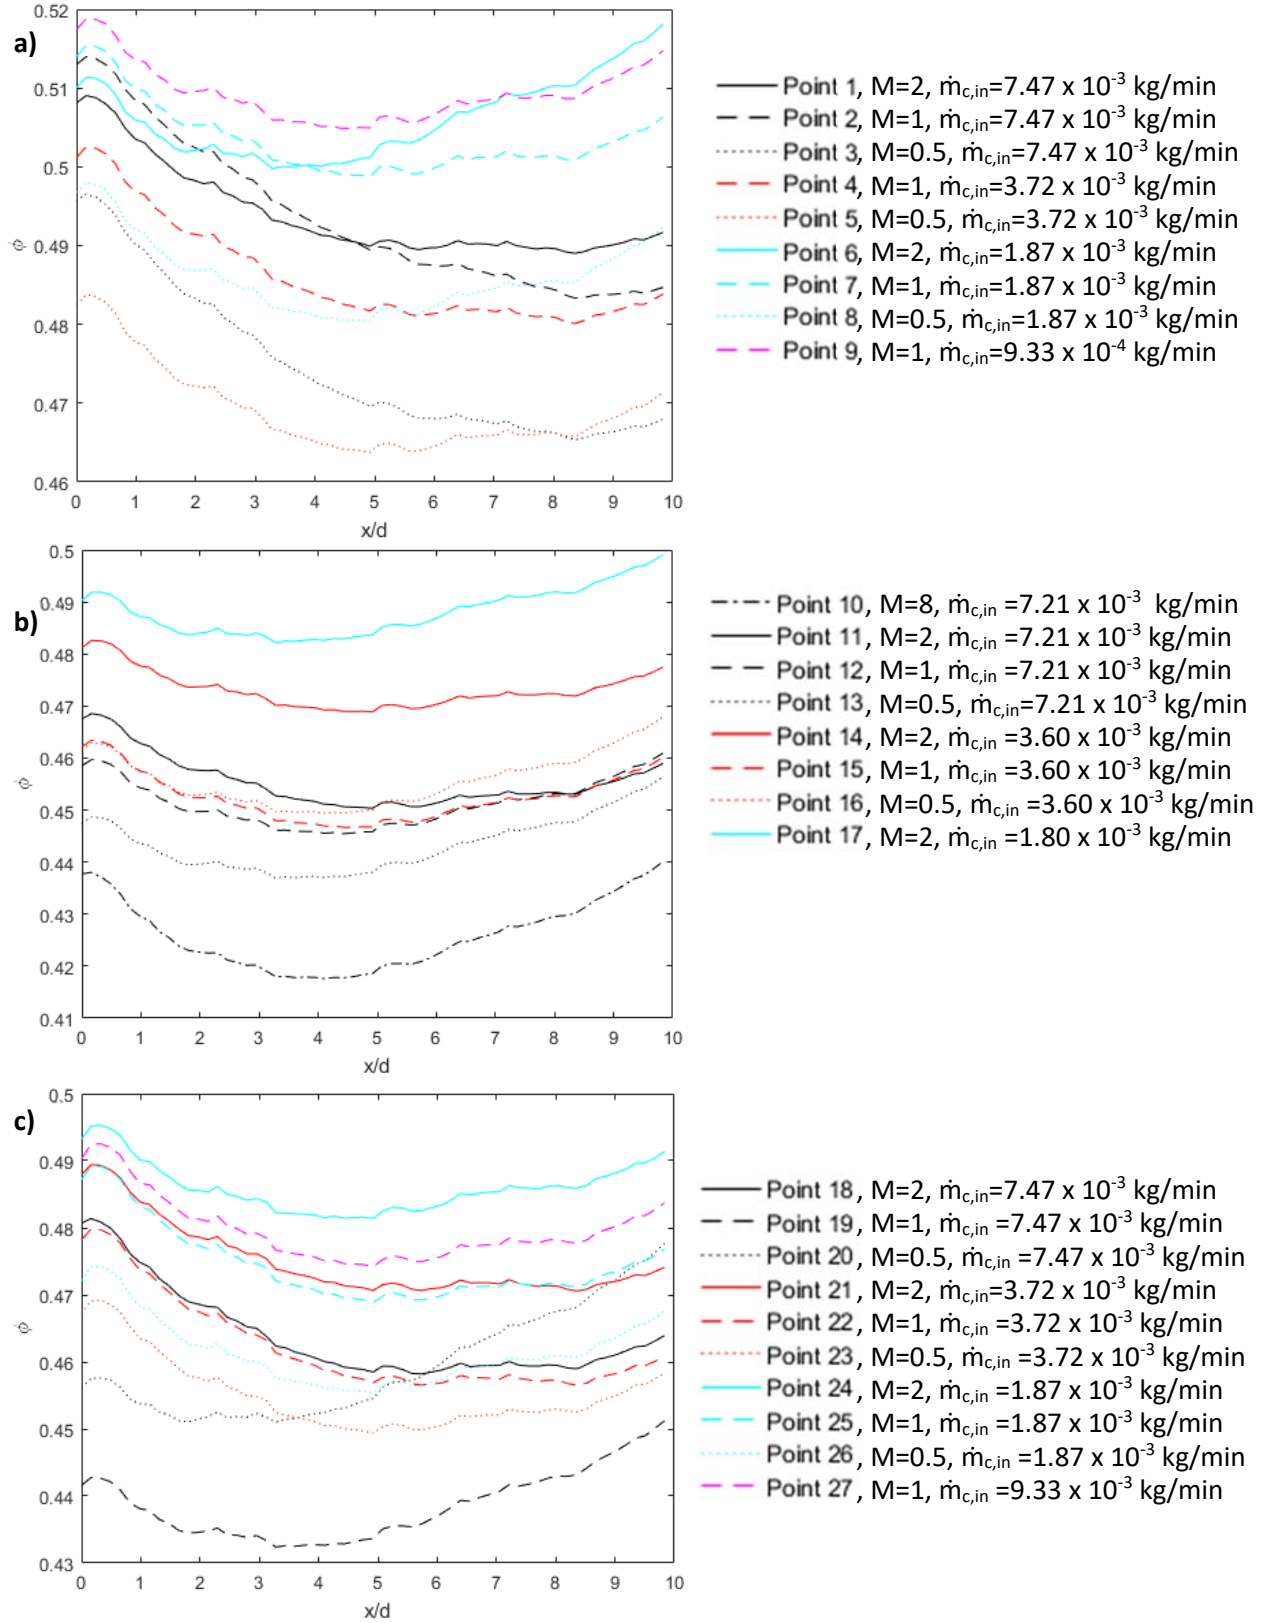 a)
0.52
0.51
0.5
0.49
0.48
0.47
0.46
ϕ
0 1 2 3 4 5 6 7 8 9 10
x/d
Point 1, M=2, ṁc,in=7.47 x 10-3 kg/min
Point 2, M=1, ṁc,in=7.47 x 10-3 kg/min
Point 3, M=0.5, ṁc,in=7.47 x 10-3 kg/min
Point 4, M=1, ṁc,in=3.72 x 10-3 kg/min
Point 5, M=0.5, ṁc,in=3.72 x 10-3 kg/min
Point 6, M=2, ṁc,in=1.87 x 10-3 kg/min
Point 7, M=1, ṁc,in=1.87 x 10-3 kg/min
Point 8, M=0.5, ṁc,in=1.87 x 10-3 kg/min
Point 9, M=1, ṁc,in=9.33 x 10-4 kg/min
b)
0.5
0.49
0.48
0.47
0.46
0.45
0.44
0.43
0.42
0.41
ϕ
0 1 2 3 4 5 6 7 8 9 10
x/d
Point 10, M=8, ṁc,in =7.21 x 10-3 kg/min
Point 11, M=2, ṁc,in =7.21 x 10-3 kg/min
Point 12, M=1, ṁc,in =7.21 x 10-3 kg/min
Point 13, M=0.5, ṁc,in=7.21 x 10-3 kg/min
Point 14, M=2, ṁc,in =3.60 x 10-3 kg/min
Point 15, M=1, ṁc,in =3.60 x 10-3 kg/min
Point 16, M=0.5, ṁc,in =3.60 x 10-3 kg/min
Point 17, M=2, ṁc,in =1.80 x 10-3 kg/min
c)
0.5
0.49
0.48
0.47
0.46
0.45
0.44
0.43
ϕ
0 1 2 3 4 5 6 7 8 9 10
x/d
Point 18, M=2, ṁc,in=7.47 x 10-3 kg/min
Point 19, M=1, ṁc,in =7.47 x 10-3 kg/min
Point 20, M=0.5, ṁc,in =7.47 x 10-3 kg/min
Point 21, M=2, ṁc,in =3.72 x 10-3 kg/min
Point 22, M=1, ṁc,in =3.72 x 10-3 kg/min
Point 23, M=0.5, ṁc,in =3.72 x 10-3 kg/min
Point 24, M=2, ṁc,in =1.87 x 10-3 kg/min
Point 25, M=1, ṁc,in =1.87 x 10-3 kg/min
Point 26, M=0.5, ṁc,in =1.87 x 10-3 kg/min
Point 27, M=1, ṁc,in =9.33 x 10-3 kg/min